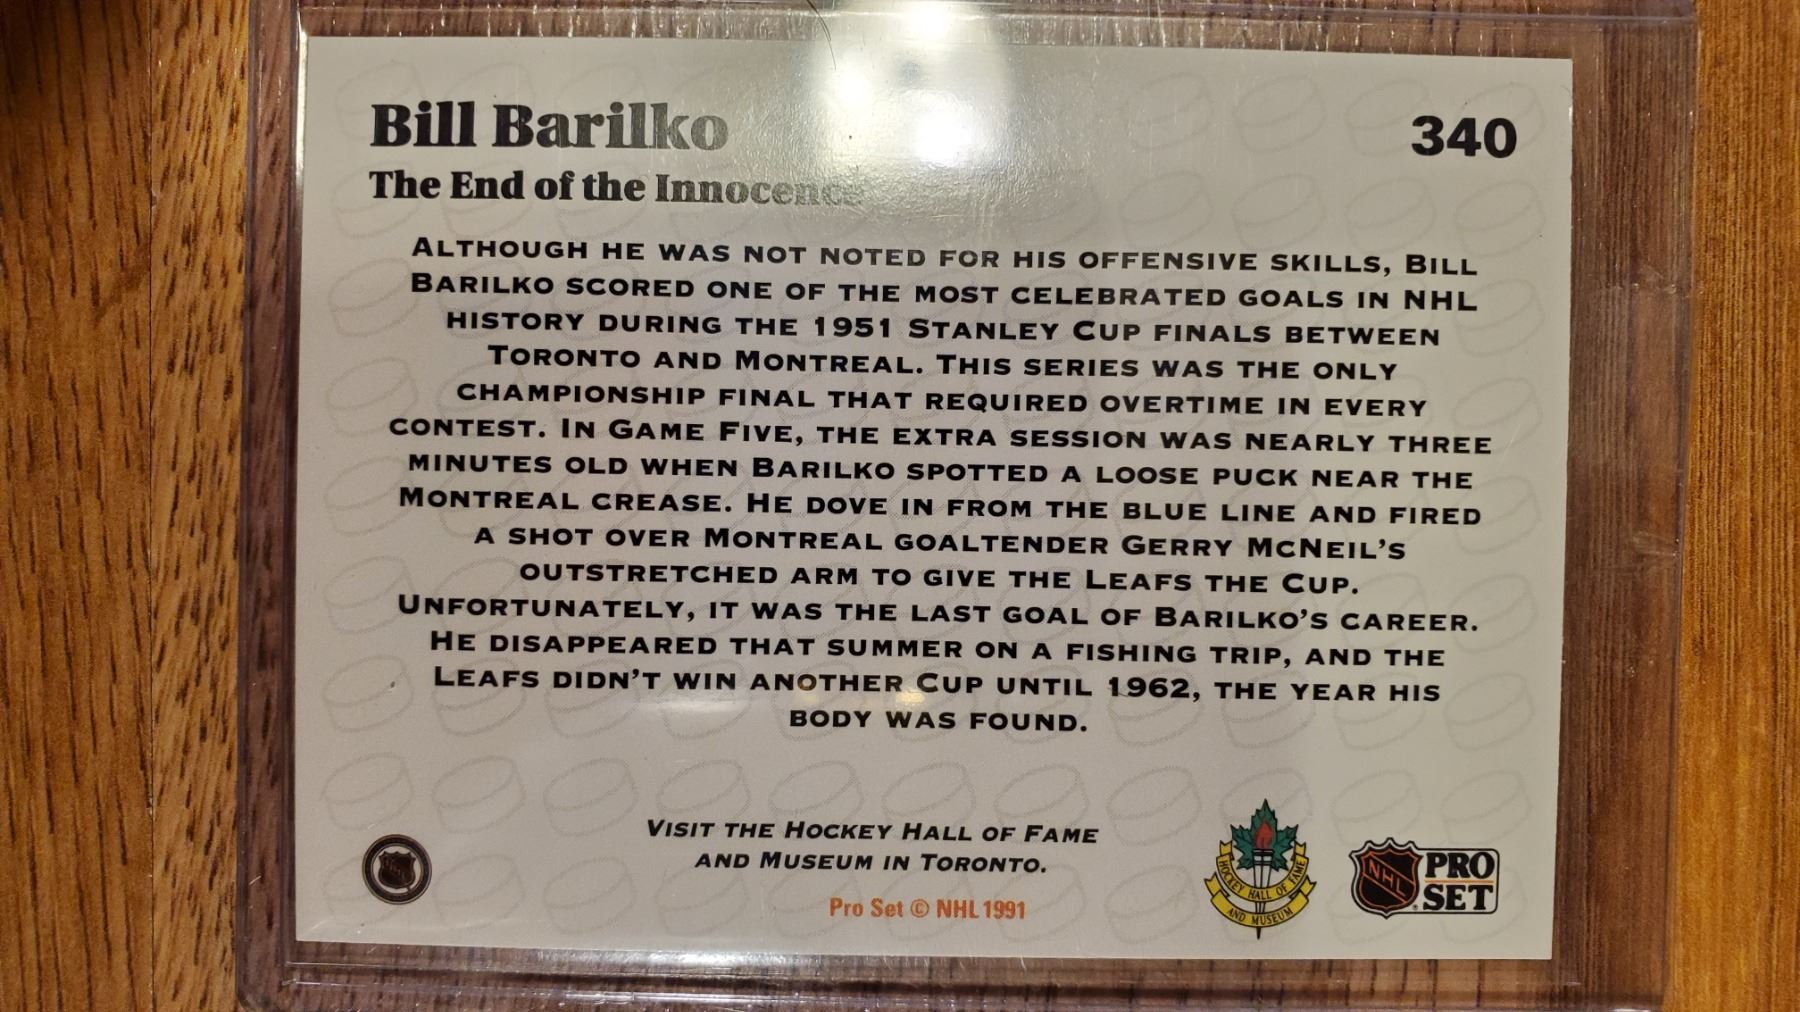 Bill Barilko
340
The End of the Innocence
ALTHOUGH HE WAS NOT NOTED FOR HIS OFFENSIVE SKILLS, BILL
BARILKO SCORED ONE OF THE MOST CELEBRATED GOALS IN NHL
HISTORY DURING THE 1951 STANLEY CUP FINALS BETWEEN
TORONTO AND MONTREAL. THIS SERIES WAS THE ONLY
CHAMPIONSHIP FINAL THAT REQUIRED OVERTIME IN EVERY
CONTEST. IN GAME FIVE, THE EXTRA SESSION WAS NEARLY THREE
MINUTES OLD WHEN BARILKO SPOTTED A LOOSE PUCK NEAR THE
MONTREAL CREASE. HE DOVE IN FROM THE BLUE LINE AND FIRED
A SHOT OVER MONTREAL GOALTENDER GERRY MCNEIL'S
OUTSTRETCHED ARM TO GIVE THE LEAFS THE CUP.
UNFORTUNATELY, IT WAS THE LAST GOAL OF BARILKO'S CAREER.
HE DISAPPEARED THAT SUMMER ON A FISHING TRIP, AND THE
LEAFS DIDN'T WIN ANOTHER CUP UNTIL 1962, THE YEAR HIS
BODY WAS FOUND.
VISIT THE HOCKEY HALL OF FAME
AND MUSEUM IN TORONTO.
Pro Set © NHL 1991
HOCKEY HALL OF FAME
AND MUSEUM
NHL
PRO
SET